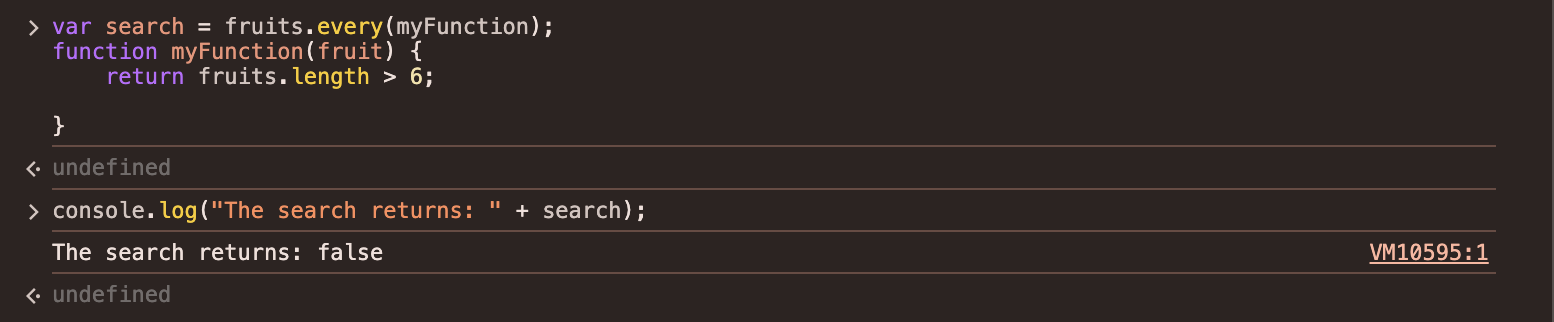 > var search = fruits.every(myFunction);
function myFunction(fruit) {
    return fruits.length > 6;

}
undefined
> console.log("The search returns: " + search);
The search returns: false VM10595:1
undefined